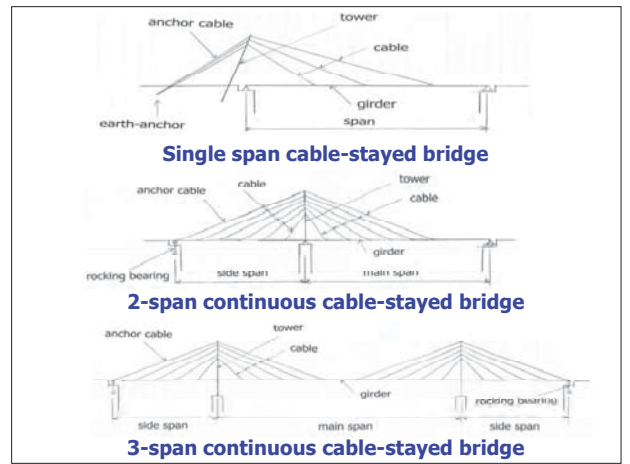 anchor cable
tower
cable
girder
span
earth-anchor
Single span cable-stayed bridge
anchor cable
cable
tower
cable
girder
rocking bearing
side span
main span
2-span continuous cable-stayed bridge
anchor cable
tower
cable
girder
rocking bearing
side span
main span
side span
3-span continuous cable-stayed bridge